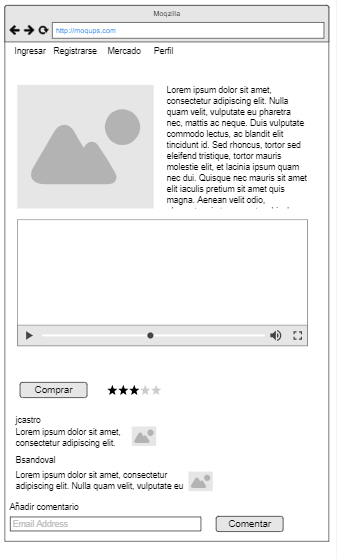 Moqzilla
http://moqups.com
Ingresar Registrarse Mercado Perfil
Lorem ipsum dolor sit amet,
consectetur adipiscing elit. Nulla
quam velit, vulputate eu pharetra
nec, mattis ac neque. Duis vulputate
commodo lectus, ac blandit elit
tincidunt id. Sed rhoncus, tortor sed
eleifend tristique, tortor mauris
molestie elit, et lacinia ipsum quam
nec dui. Quisque nec mauris sit amet
elit iaculis pretium sit amet quis
magna. Aenean velit odio,
Comprar
jcastro
Lorem ipsum dolor sit amet,
consectetur adipiscing elit.
Bsandoval
Lorem ipsum dolor sit amet, consectetur
adipiscing elit. Nulla quam velit, vulputate eu
Añadir comentario
Email Address
Comentar